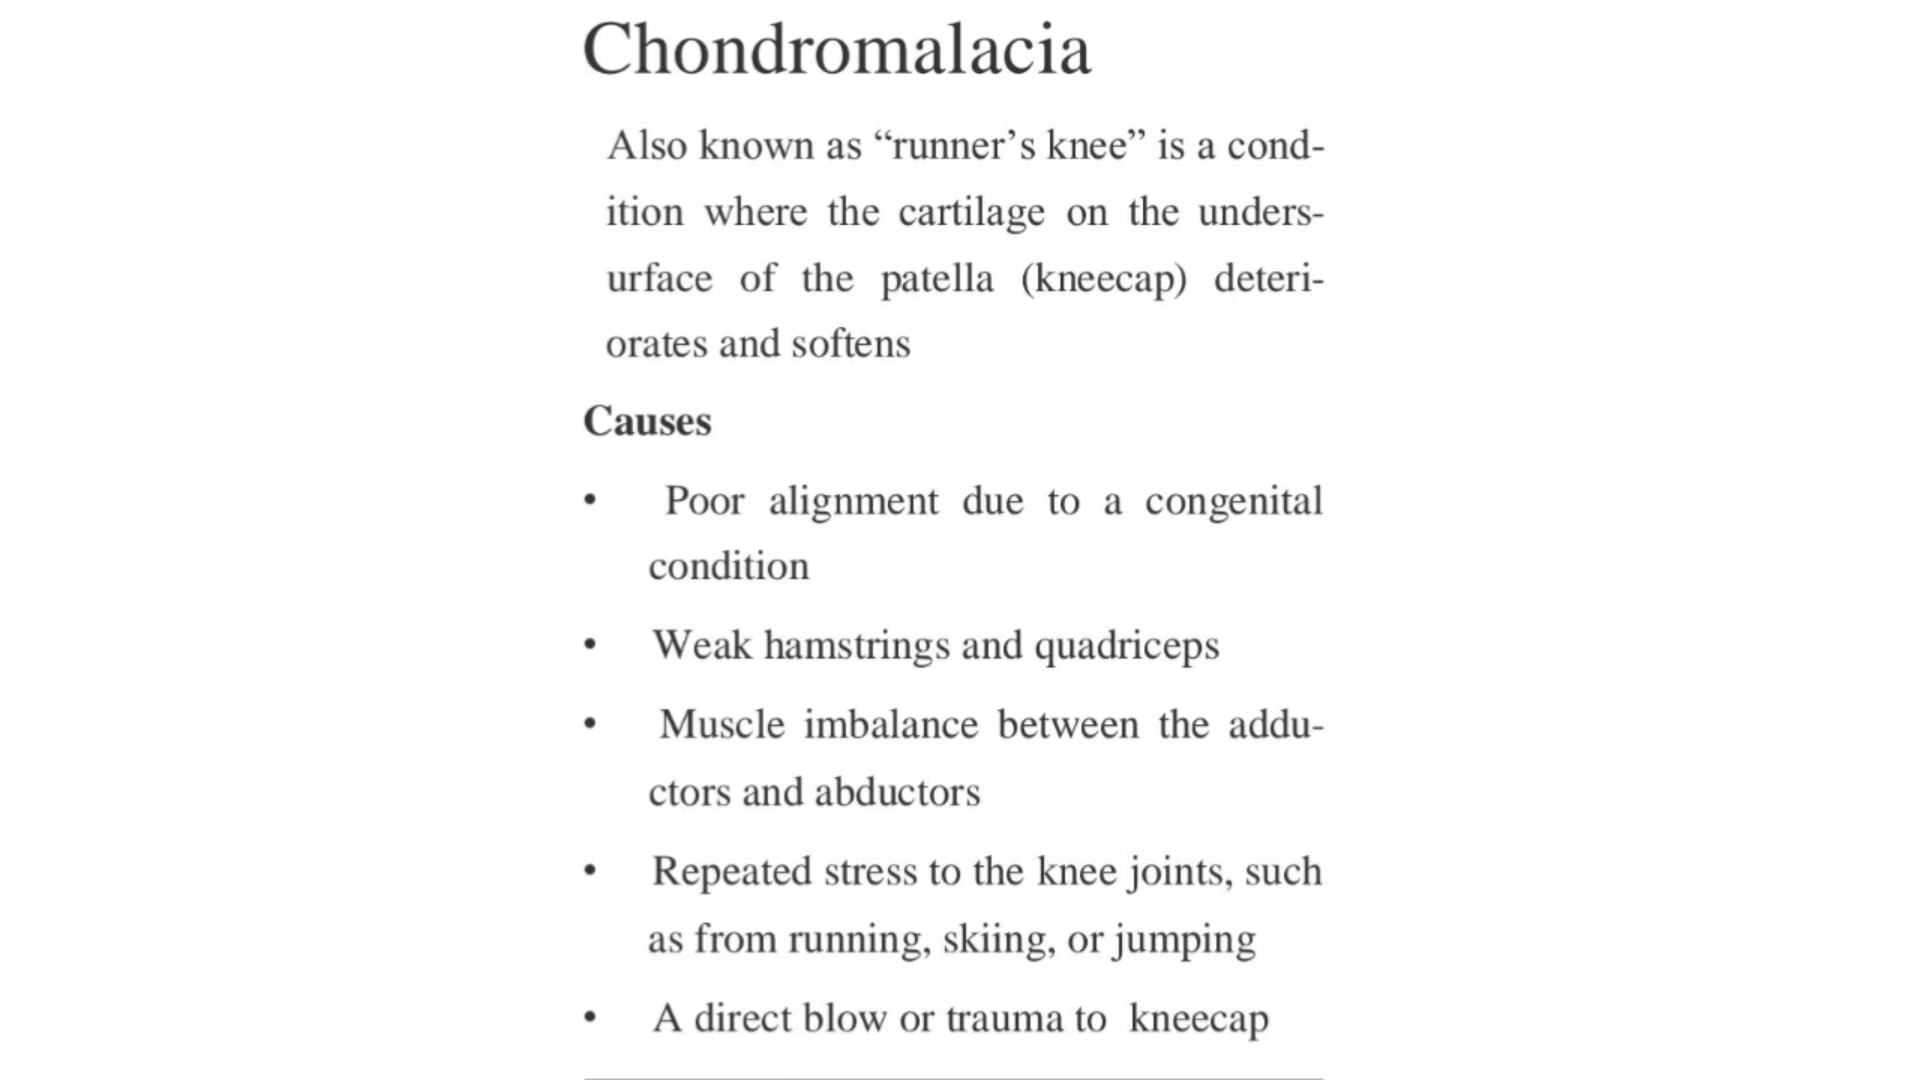 Chondromalacia
Also known as “runner’s knee” is a cond-
ition where the cartilage on the unders-
urface of the patella (kneecap) deteri-
orates and softens
Causes
• Poor alignment due to a congenital
condition
• Weak hamstrings and quadriceps
• Muscle imbalance between the addu-
ctors and abductors
• Repeated stress to the knee joints, such
as from running, skiing, or jumping
• A direct blow or trauma to kneecap